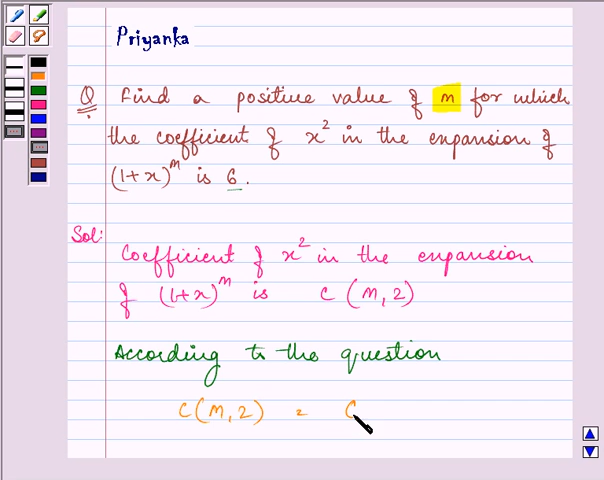 Priyanka
Q Find a positive value of m for which
the coefficient of x² in the expansion of
(1+x)ᵐ is 6.
Sol: Coefficient of x² in the expansion
of (1+x)ᵐ is C (m, 2)
According to the question
C(m, 2) =